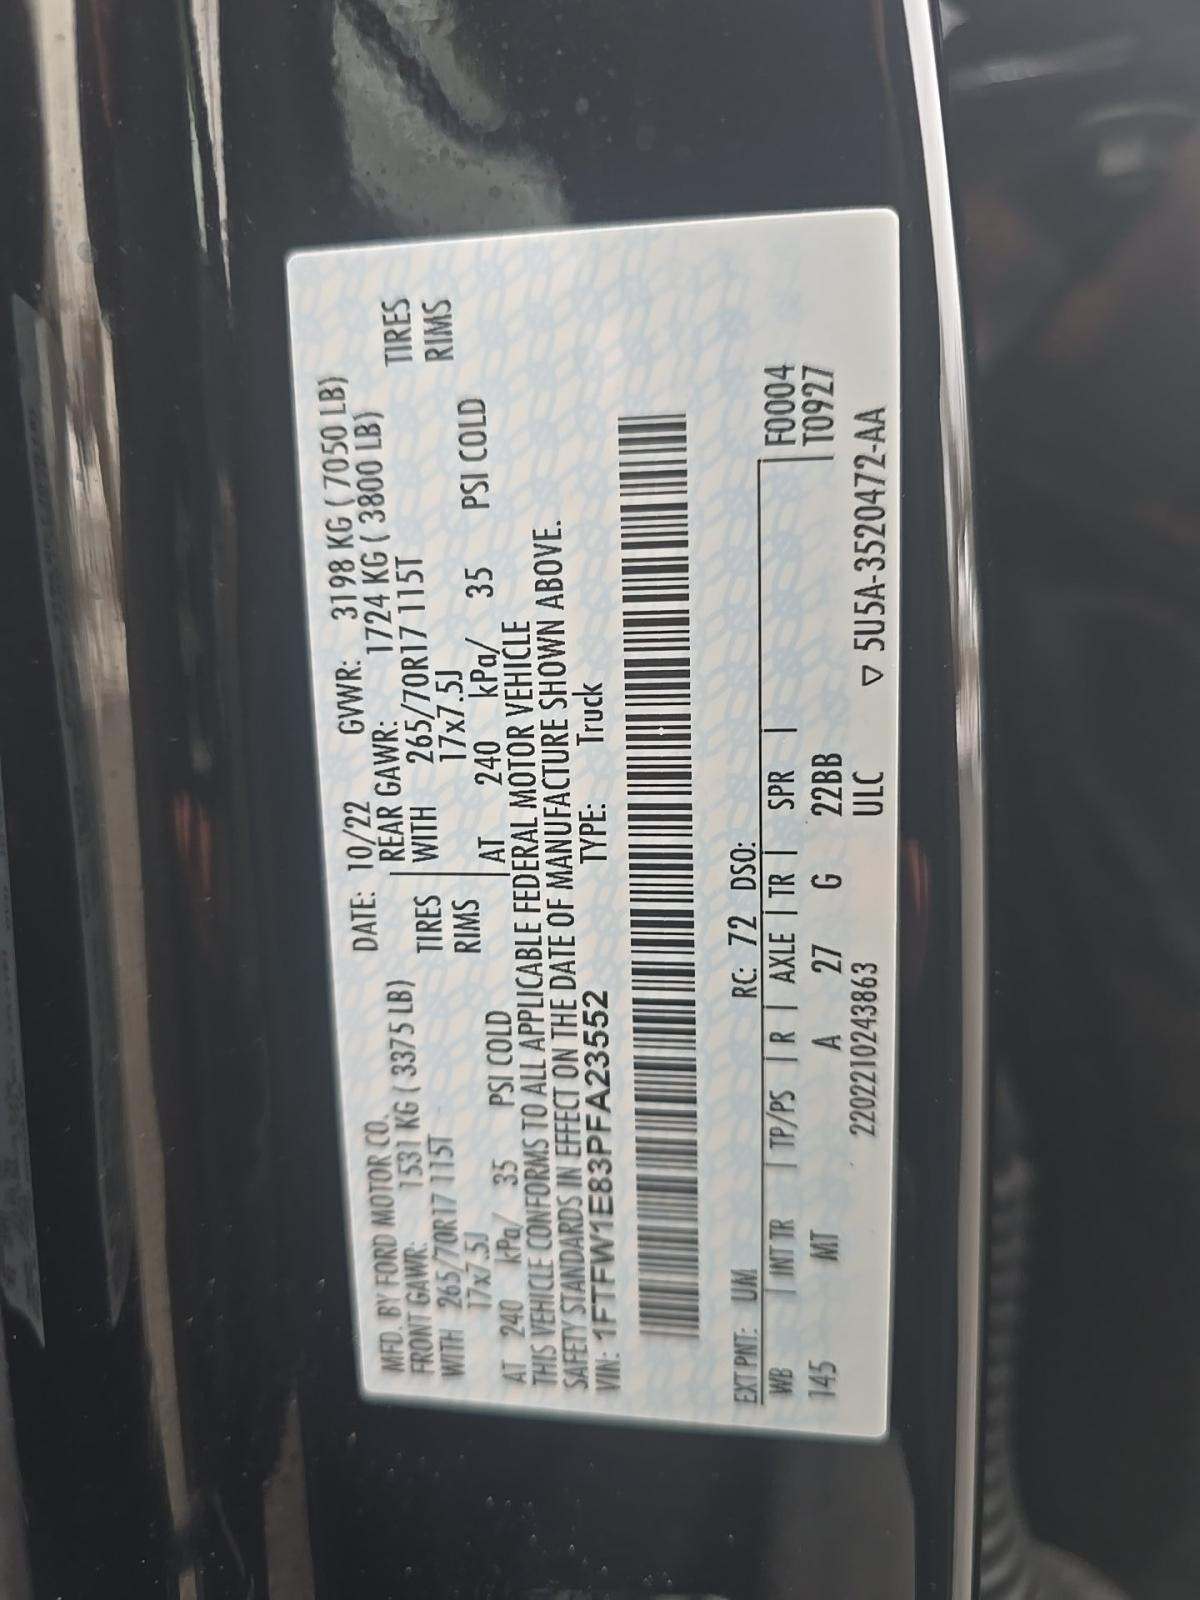 MFD. BY FORD MOTOR CO. DATE: 10/22 GVWR: 3198 KG ( 7050 LB)
FRONT GAWR: 1531 KG ( 3375 LB) REAR GAWR: 1724 KG ( 3800 LB)
WITH 265/70R17 115T TIRES WITH 265/70R17 115T TIRES
17x7.5J RIMS 17x7.5J RIMS
AT 240 kPa/ 35 PSI COLD AT 240 kPa/ 35 PSI COLD
THIS VEHICLE CONFORMS TO ALL APPLICABLE FEDERAL MOTOR VEHICLE
SAFETY STANDARDS IN EFFECT ON THE DATE OF MANUFACTURE SHOWN ABOVE.
VIN: 1FTFW1E83PFA23552 TYPE: Truck
EXT PNT: UM RC: 72 DSO:
WB | INT TR | TP/PS | R | AXLE | TR | SPR | F0004
145 MT A 27 G 22BB T0927
220221024386​3 ULC ▽ 5U5A-3520472-AA